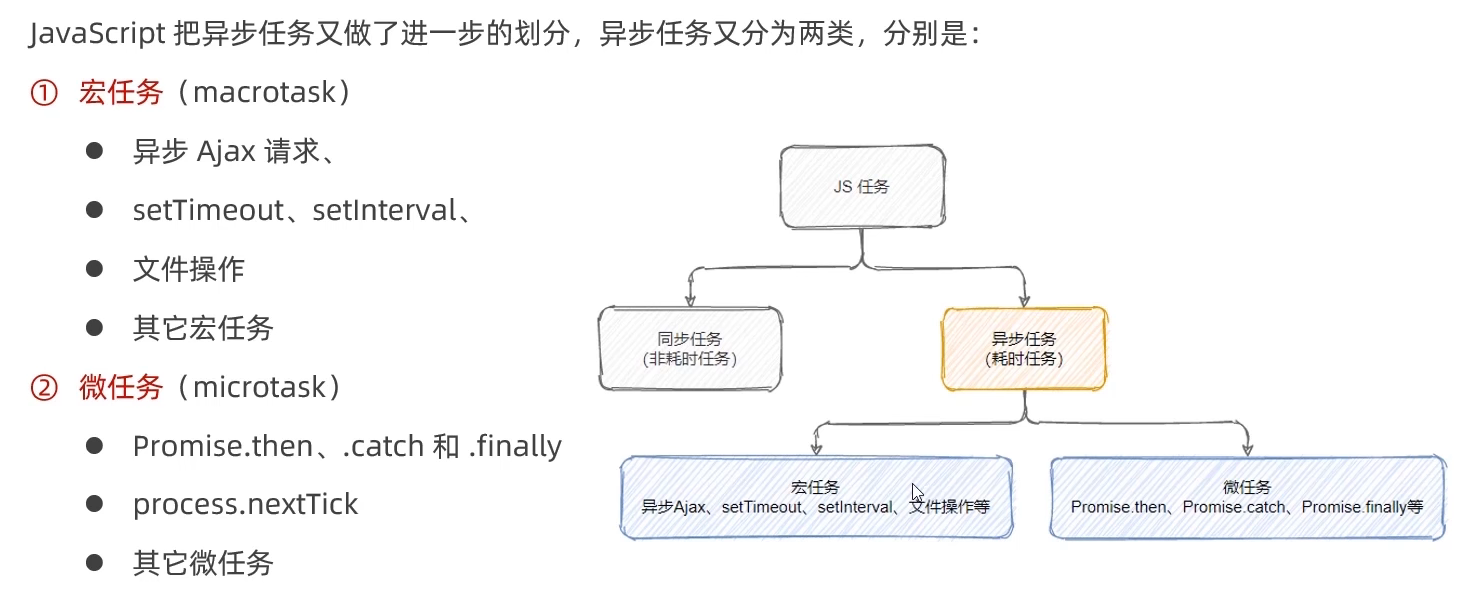 JavaScript 把异步任务又做了进一步的划分，异步任务又分为两类，分别是：
① 宏任务（macrotask）
● 异步 Ajax 请求、
● setTimeout、setInterval、
● 文件操作
● 其它宏任务
② 微任务（microtask）
● Promise.then、.catch 和 .finally
● process.nextTick
● 其它微任务
JS 任务
同步任务
(非耗时任务)
异步任务
(耗时任务)
宏任务
异步Ajax、setTimeout、setInterval、文件操作等
微任务
Promise.then、Promise.catch、Promise.finally等